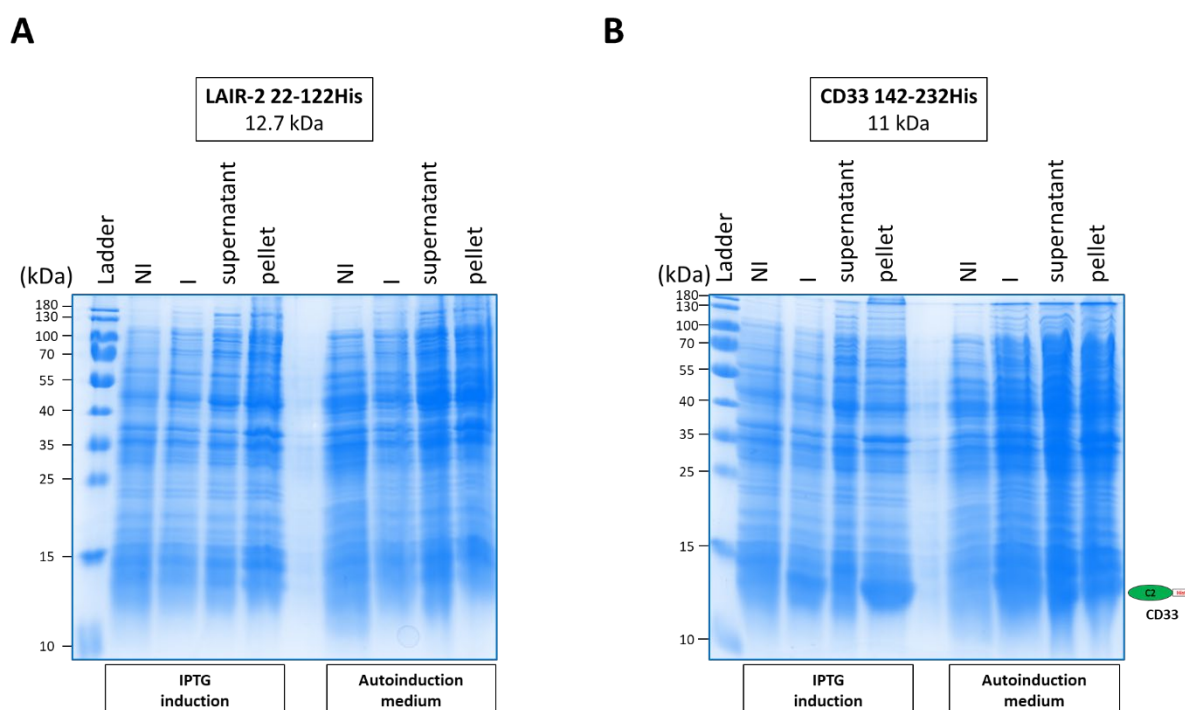 A
LAIR-2 22-122His
12.7 kDa
(kDa)
Ladder
NI
I
supernatant
pellet
NI
I
supernatant
pellet
180
130
100
70
55
40
35
25
15
10
IPTG
induction
Autoinduction
medium
B
CD33 142-232His
11 kDa
(kDa)
Ladder
NI
I
supernatant
pellet
NI
I
supernatant
pellet
180
130
100
70
55
40
35
25
15
10
C2
CD33
IPTG
induction
Autoinduction
medium